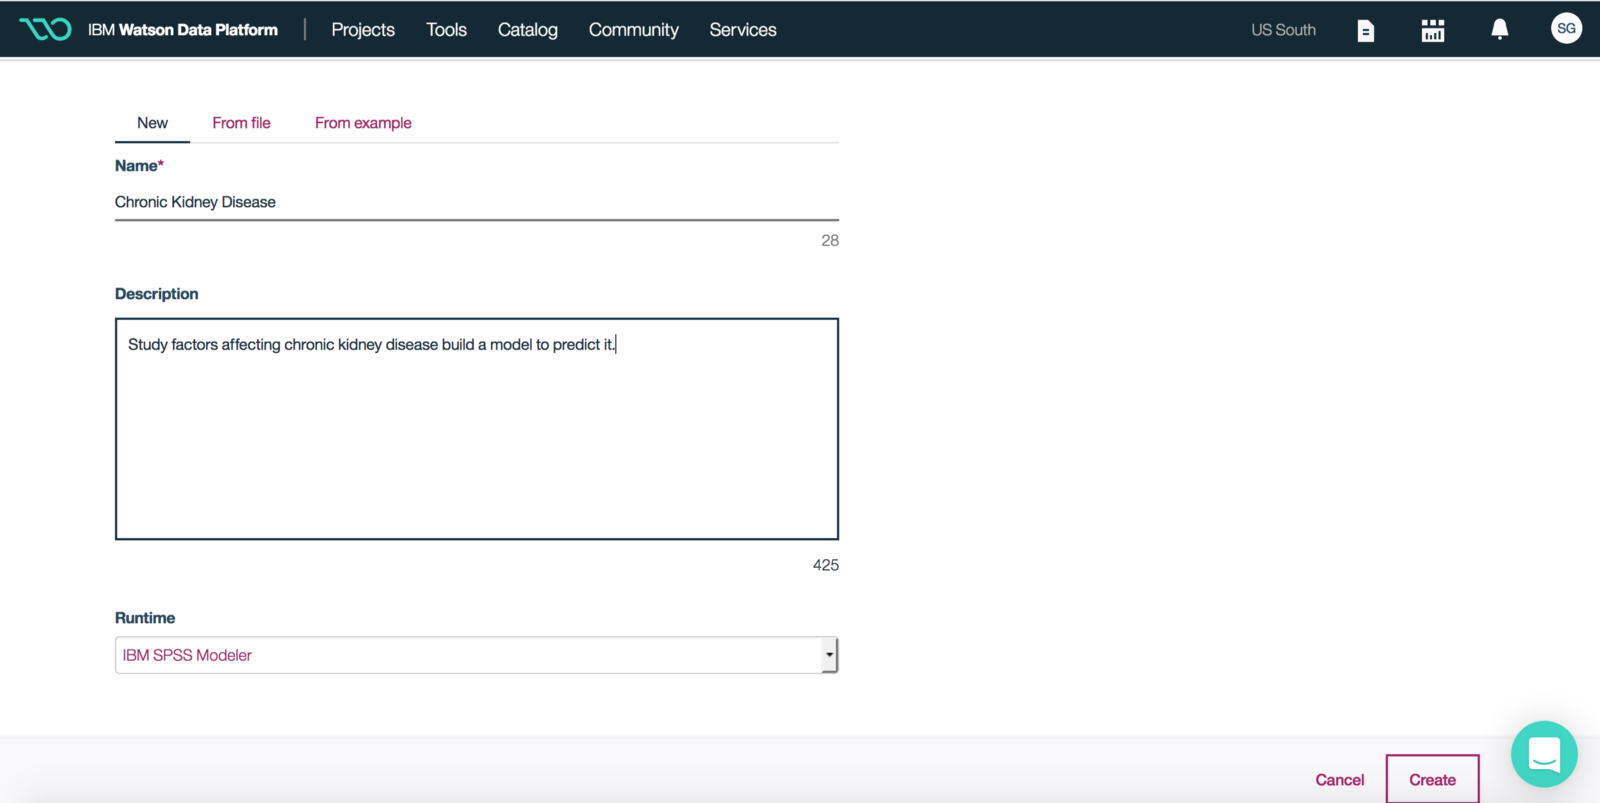 IBM Watson Data Platform | Projects Tools Catalog Community Services US South SG
New From file From example
Name*
Chronic Kidney Disease
28
Description
Study factors affecting chronic kidney disease build a model to predict it.
425
Runtime
IBM SPSS Modeler
Cancel Create